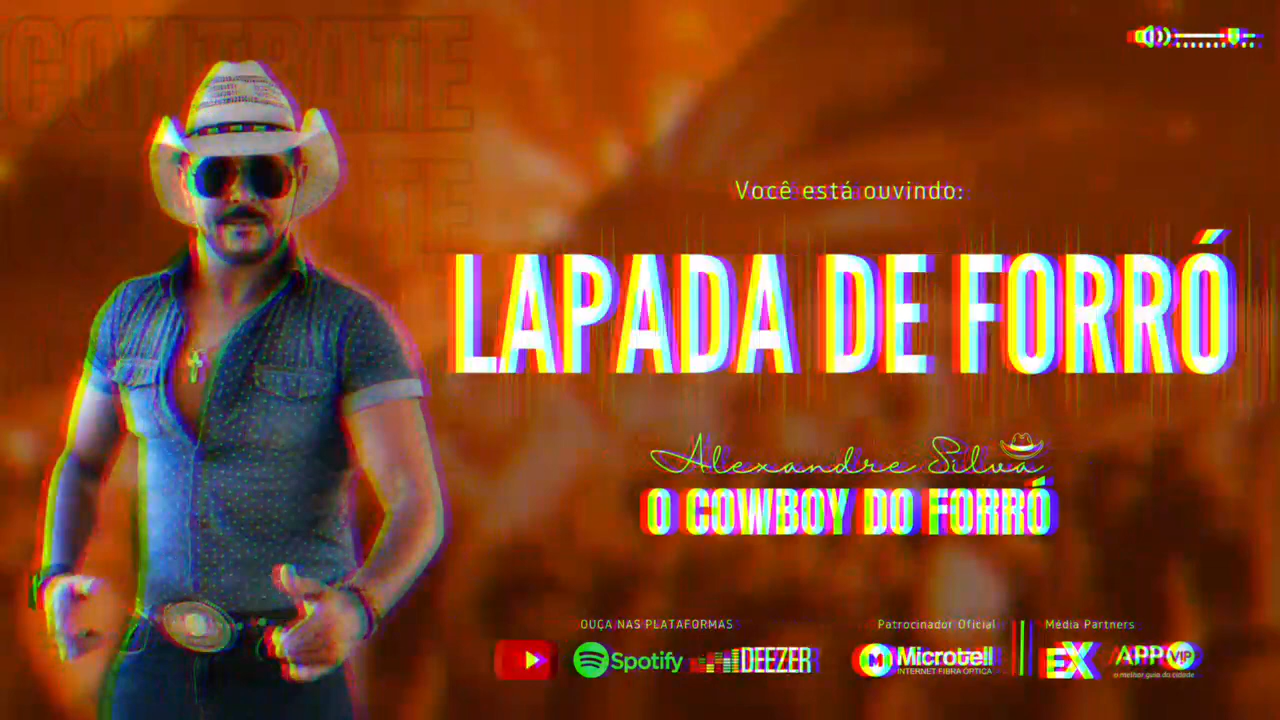 CONTRATE
Você está ouvindo:
LAPADA DE FORRÓ
Alexandre Silva
O COWBOY DO FORRÓ
OUÇA NAS PLATAFORMAS
Patrocinador Oficial
Média Partners
Spotify
DEEZER
M Microtell
INTERNET FIBRA ÓPTICA
EX
APP VIP
o melhor guia da cidade